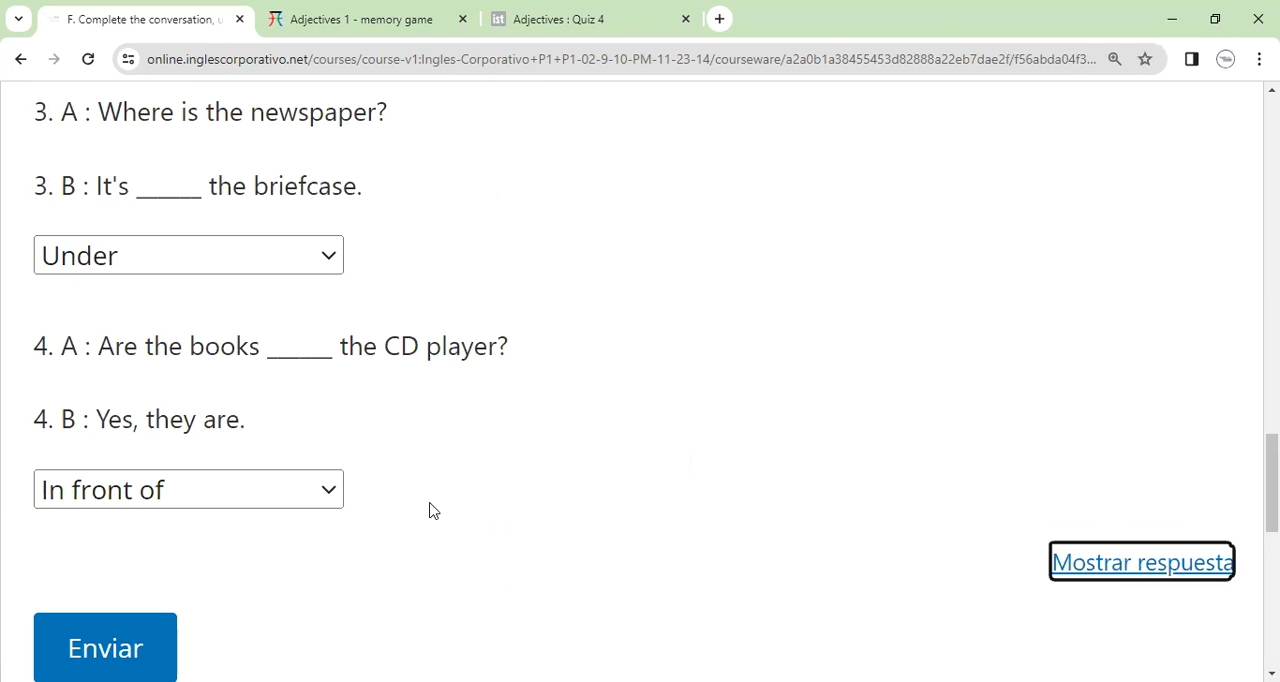 F. Complete the conversation, u
Adjectives 1 - memory game
ist
Adjectives : Quiz 4
online.inglescorporativo.net/courses/course-v1:Ingles-Corporativo+P1+P1-02-9-10-PM-11-23-14/courseware/a2a0b1a38455453d82888a22eb7dae2f/f56abda04f3...
3. A : Where is the newspaper?
3. B : It's ______ the briefcase.
Under
4. A : Are the books ______ the CD player?
4. B : Yes, they are.
In front of
Mostrar respuesta
Enviar